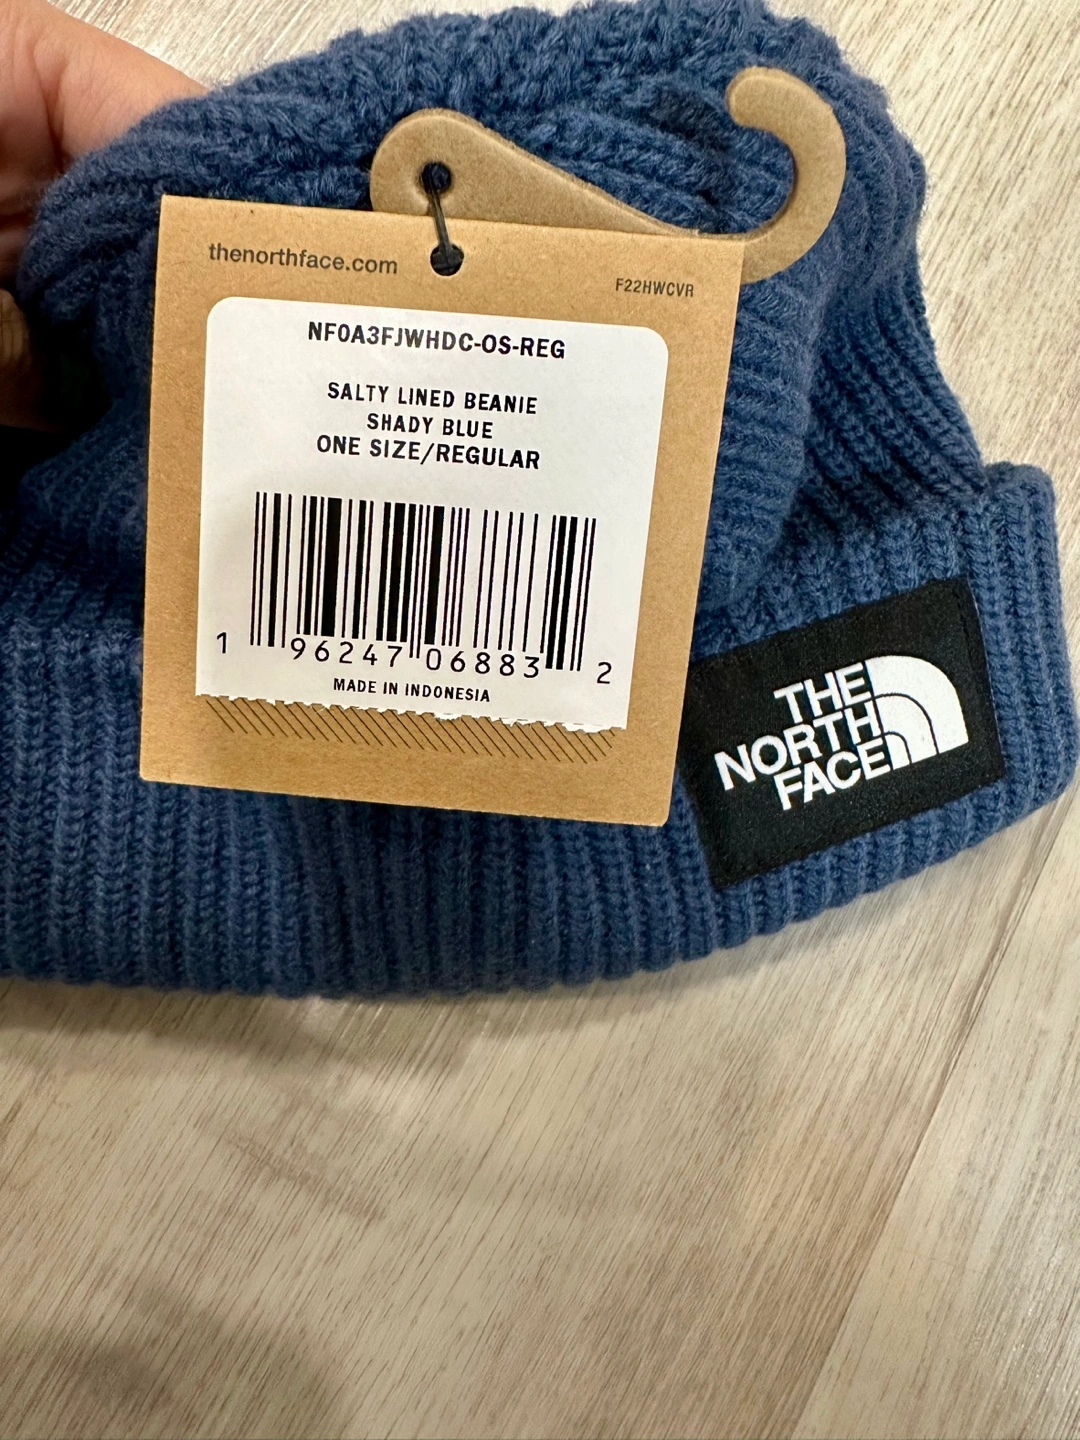 thenorthface.com
F22HWCVR
NF0A3FJWHDC-OS-REG
SALTY LINED BEANIE
SHADY BLUE
ONE SIZE/REGULAR
1 96247 06883 2
MADE IN INDONESIA
THE
NORTH
FACE